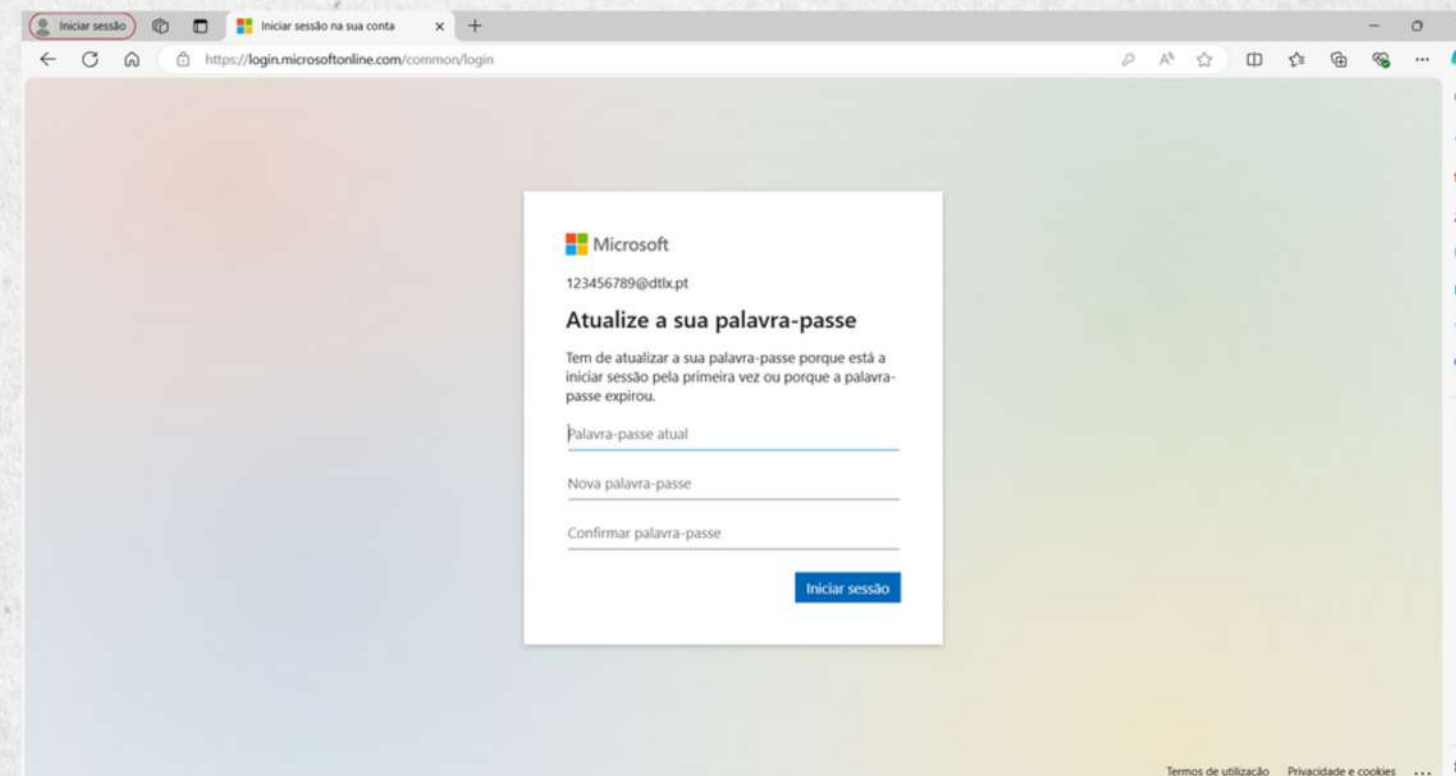 Iniciar sessão
Iniciar sessão na sua conta
https://login.microsoftonline.com/common/login
Microsoft
123456789@dtlx.pt
Atualize a sua palavra-passe
Tem de atualizar a sua palavra-passe porque está a
iniciar sessão pela primeira vez ou porque a palavra-
passe expirou.
Palavra-passe atual
Nova palavra-passe
Confirmar palavra-passe
Iniciar sessão
Termos de utilização Privacidade e cookies ...